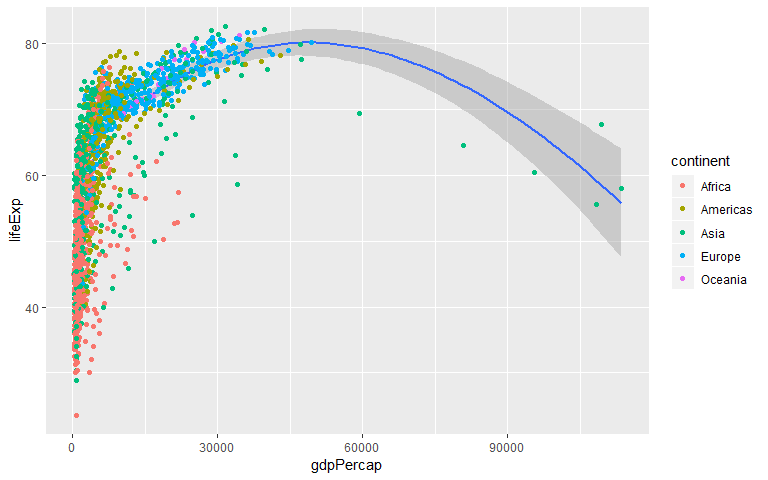 80
60
40
lifeExp
0
30000
60000
90000
gdpPercap
continent
Africa
Americas
Asia
Europe
Oceania